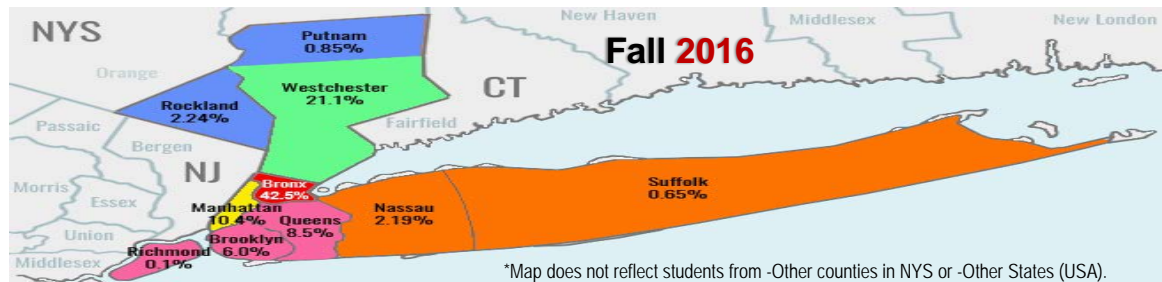 NYS
Putnam
0.85%
New Haven
Middlesex
New London
Fall 2016
Orange
Westchester
21.1%
CT
Rockland
2.24%
Passaic
Fairfield
Bergen
NJ
Morris
Essex
Bronx
42.5%
Suffolk
0.65%
Manhattan
10.4%
Nassau
2.19%
Queens
8.5%
Union
Brooklyn
6.0%
Richmond
0.1%
Middlesex
*Map does not reflect students from -Other counties in NYS or -Other States (USA).